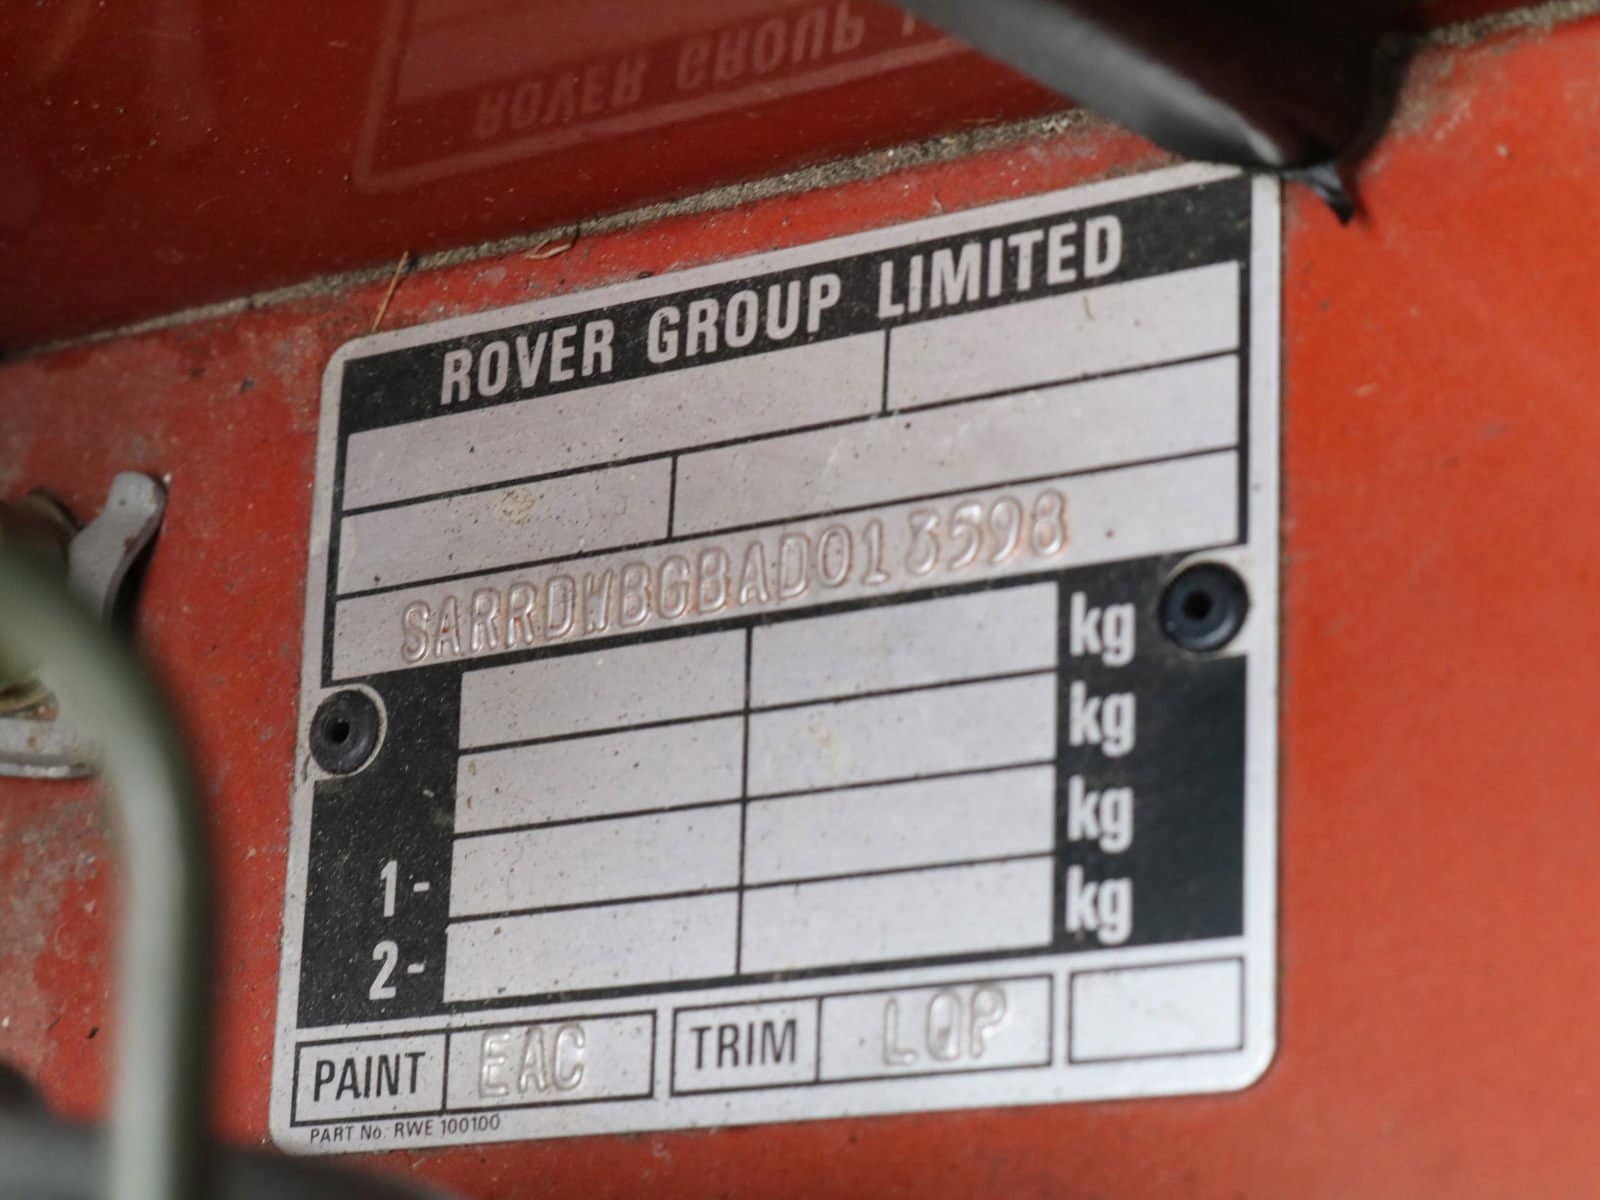 ROVER GROUP LIMITED
SARRDWBGBAD013598
kg
kg
1- kg
2- kg
PAINT EAC TRIM LQP
PART No. RWE 100100